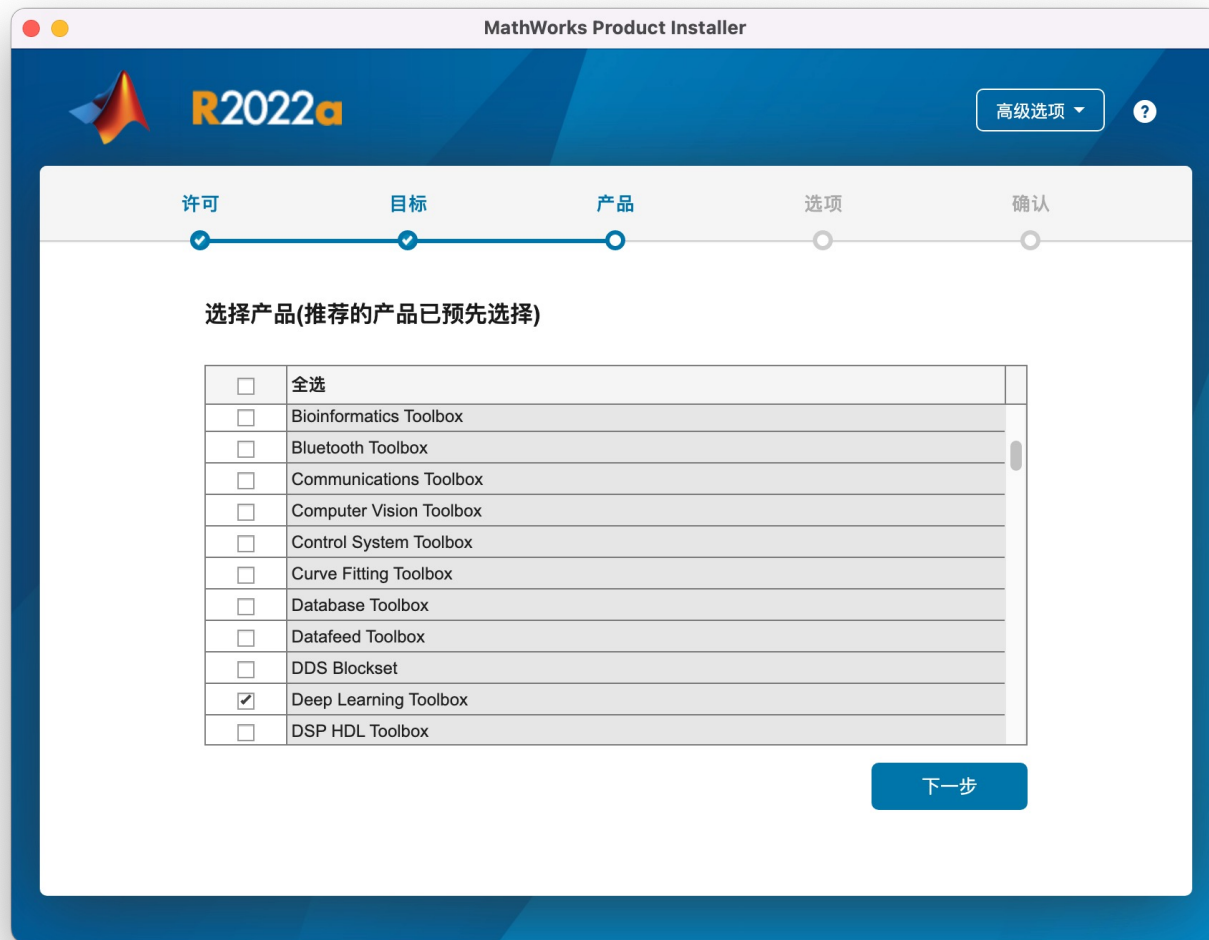 MathWorks Product Installer
R2022a
高级选项
?
许可
目标
产品
选项
确认
选择产品(推荐的产品已预先选择)
全选
Bioinformatics Toolbox
Bluetooth Toolbox
Communications Toolbox
Computer Vision Toolbox
Control System Toolbox
Curve Fitting Toolbox
Database Toolbox
Datafeed Toolbox
DDS Blockset
Deep Learning Toolbox
DSP HDL Toolbox
下一步